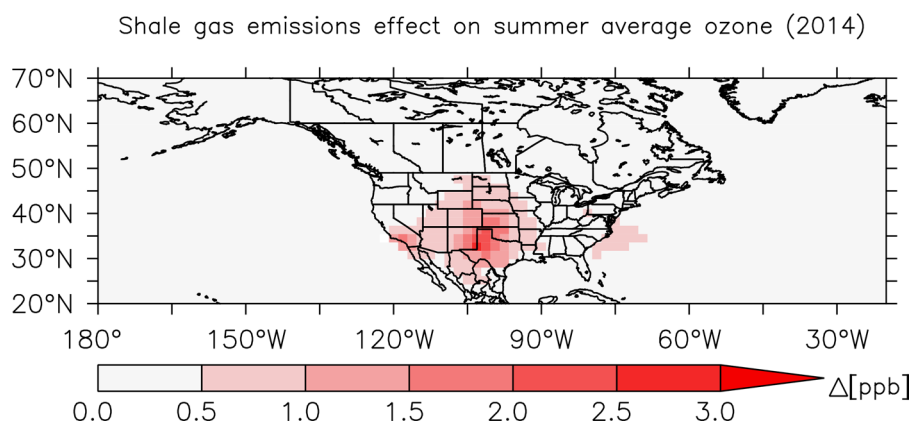 Shale gas emissions effect on summer average ozone (2014)
70°N
60°N
50°N
40°N
30°N
20°N
180° 150°W 120°W 90°W 60°W 30°W
0.0 0.5 1.0 1.5 2.0 2.5 3.0 Δ[ppb]